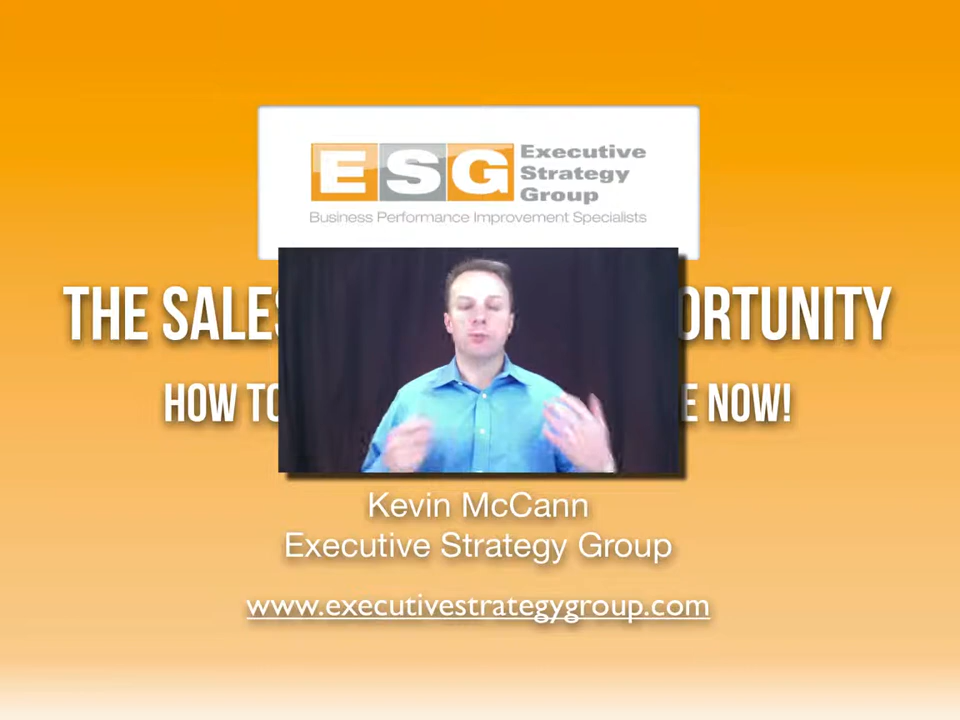 ESG Executive
Strategy
Group
Business Performance Improvement Specialists
THE SALES ORTUNITY
HOW TO E NOW!
Kevin McCann
Executive Strategy Group
www.executivestrategygroup.com